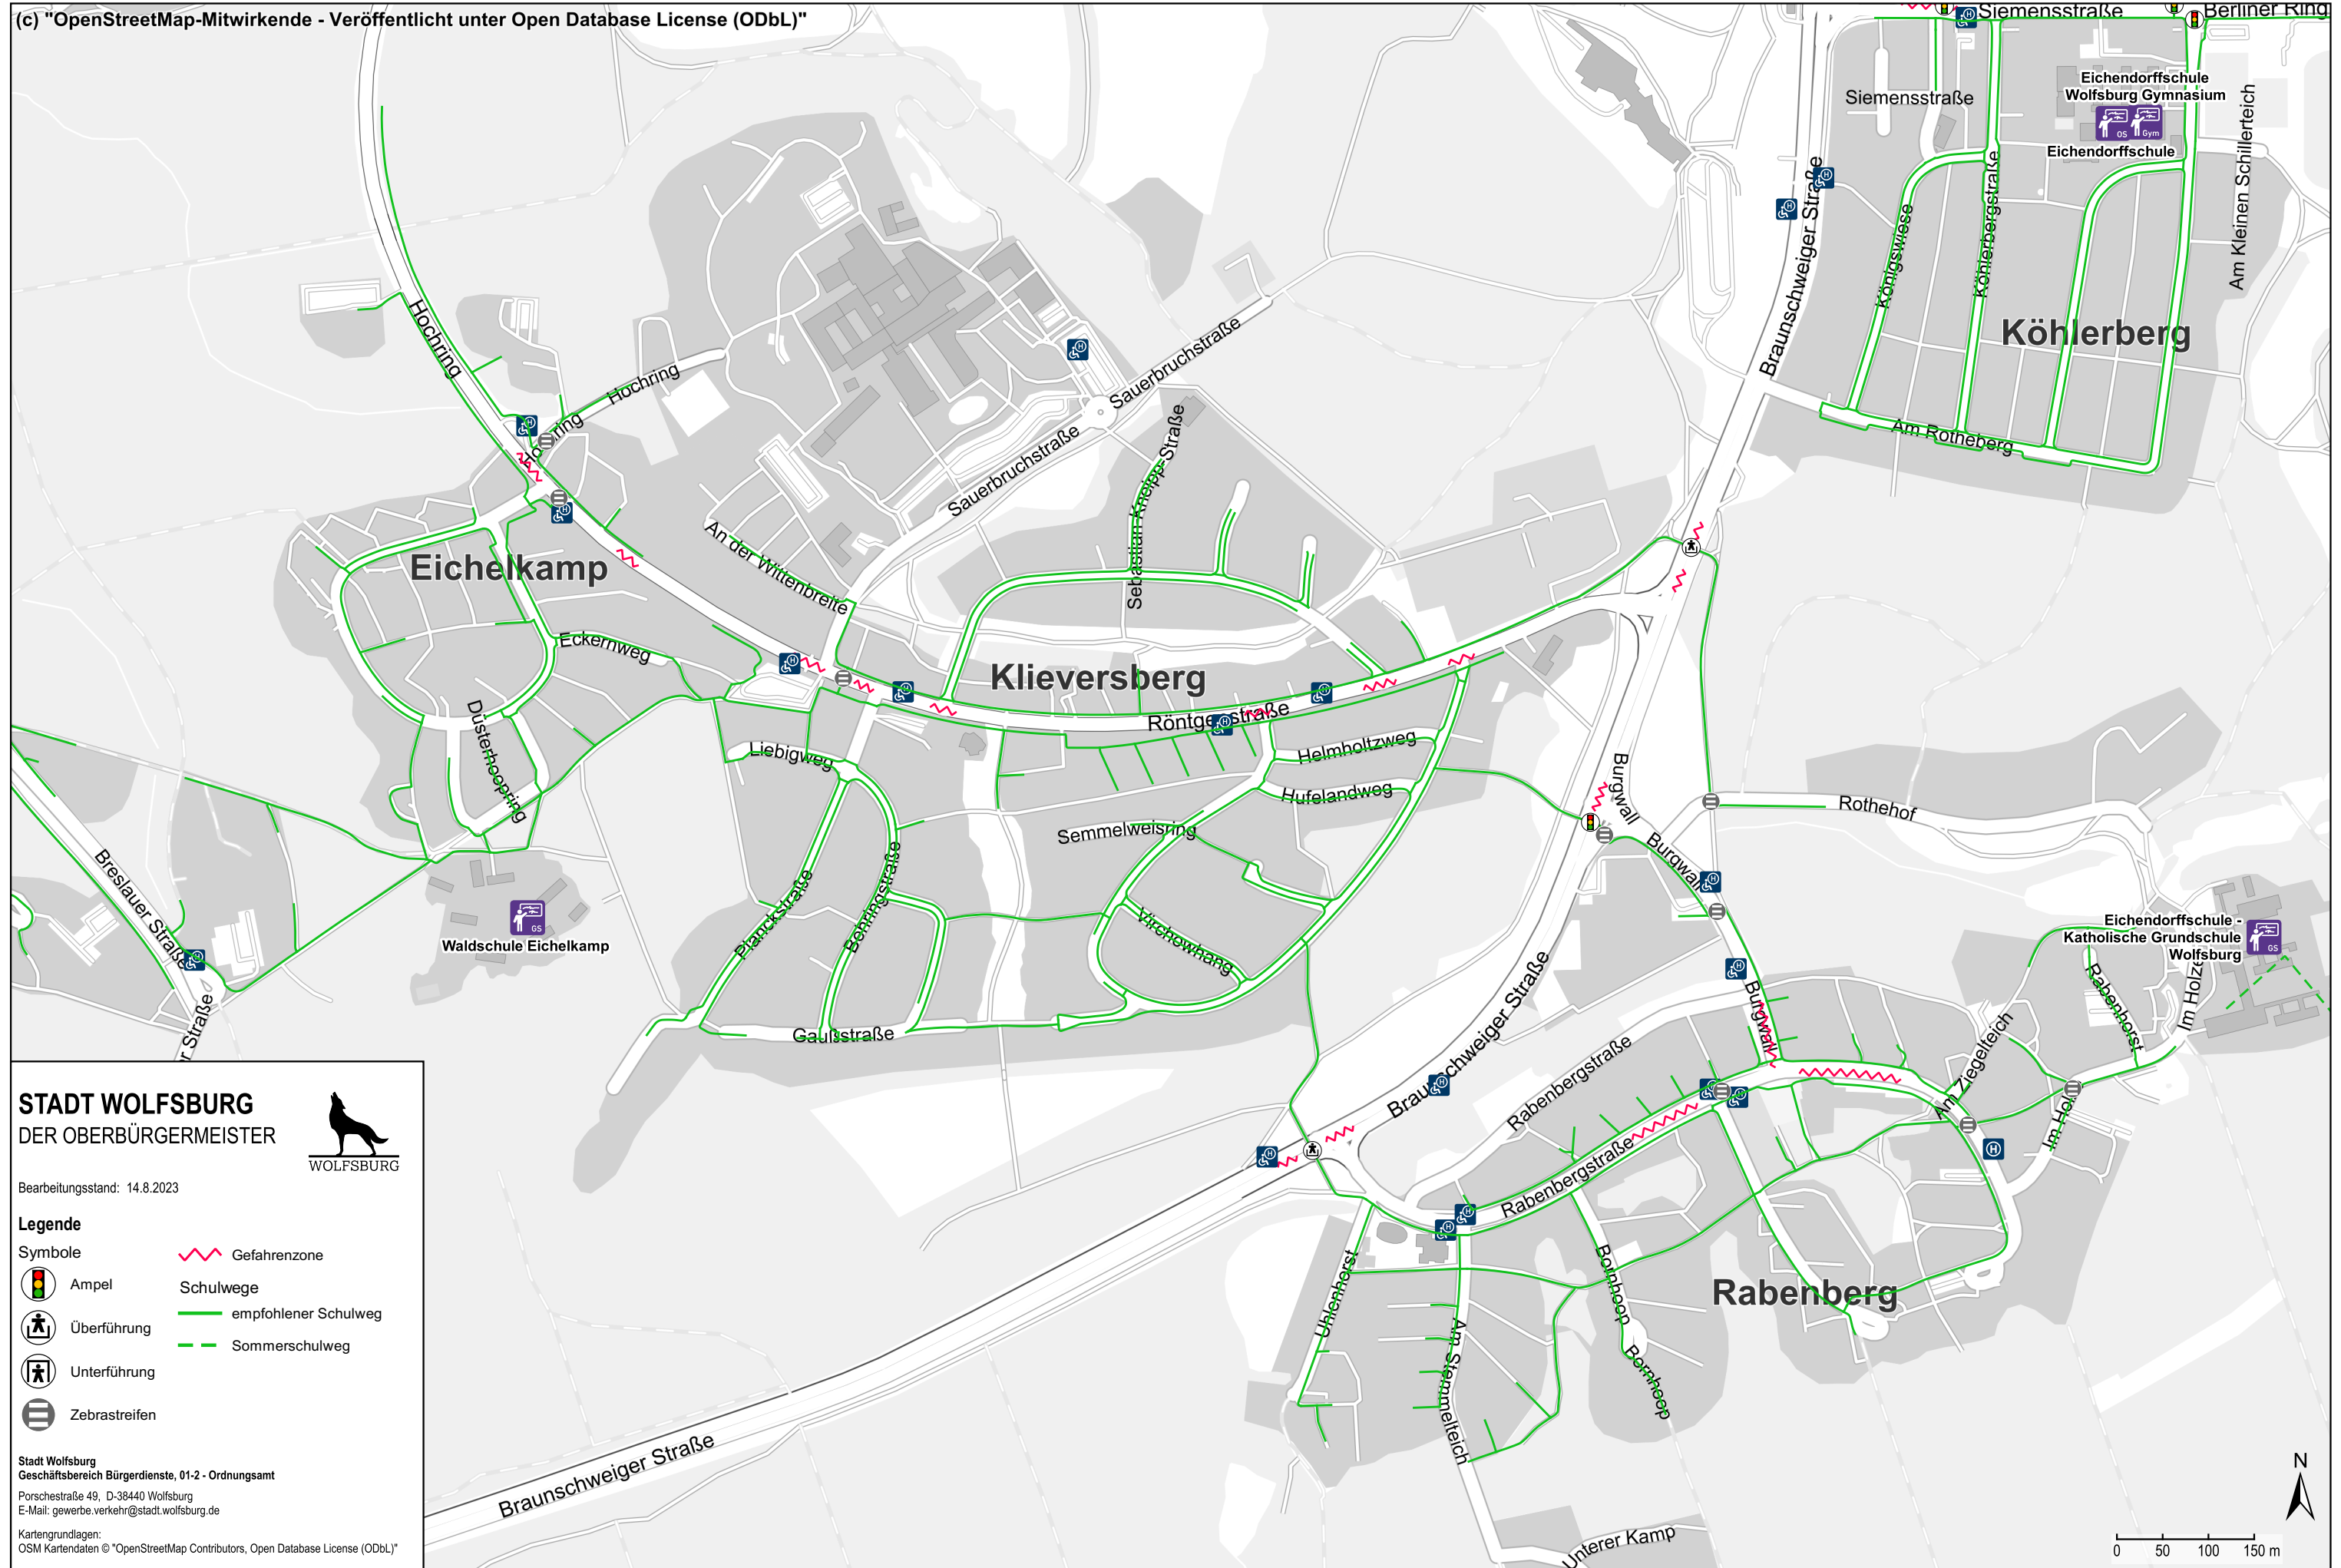 (c) "OpenStreetMap-Mitwirkende - Veröffentlicht unter Open Database License (ODbL)"
Siemensstraße
Berliner Ring
Eichendorffschule
Wolfsburg Gymnasium
Siemensstraße
OS
Gym
Eichendorffschule
Am Kleinen Schillerteich
Braunschweiger Straße
Königswiese
Köhlerbergstraße
Köhlerberg
Am Rotheberg
Hochring
Hochring
Sauerbruchstraße
Sauerbruchstraße
Sebastian-Kneipp-Straße
An der Wittenbreite
Eichelkamp
Eckernweg
Klieversberg
Röntgenstraße
Düsterhoopring
Liebigweg
Helmholtzweg
Hufelandweg
Semmelweisring
Burgwall
Burgwall
Rothehof
Breslauer Straße
Planckstraße
Behringstraße
Virchowhang
GS
Waldschule Eichelkamp
Eichendorffschule -
Katholische Grundschule
Wolfsburg
GS
Rabenhorst
Im Holze
Burgwall
Gaußstraße
Braunschweiger Straße
Rabenbergstraße
Am Ziegelteich
Rabenbergstraße
Uhlenhorst
Bornhoop
Rabenberg
Am Stemmelteich
Bornhoop
Braunschweiger Straße
Unterer Kamp
STADT WOLFSBURG
DER OBERBÜRGERMEISTER
WOLFSBURG
Bearbeitungsstand: 14.8.2023
Legende
Symbole
Gefahrenzone
Ampel
Schulwege
empfohlener Schulweg
Überführung
Sommerschulweg
Unterführung
Zebrastreifen
Stadt Wolfsburg
Geschäftsbereich Bürgerdienste, 01-2 - Ordnungsamt
Porschestraße 49, D-38440 Wolfsburg
E-Mail: gewerbe.verkehr@stadt.wolfsburg.de
Kartengrundlagen:
OSM Kartendaten © "OpenStreetMap Contributors, Open Database License (ODbL)"
N
0 50 100 150 m